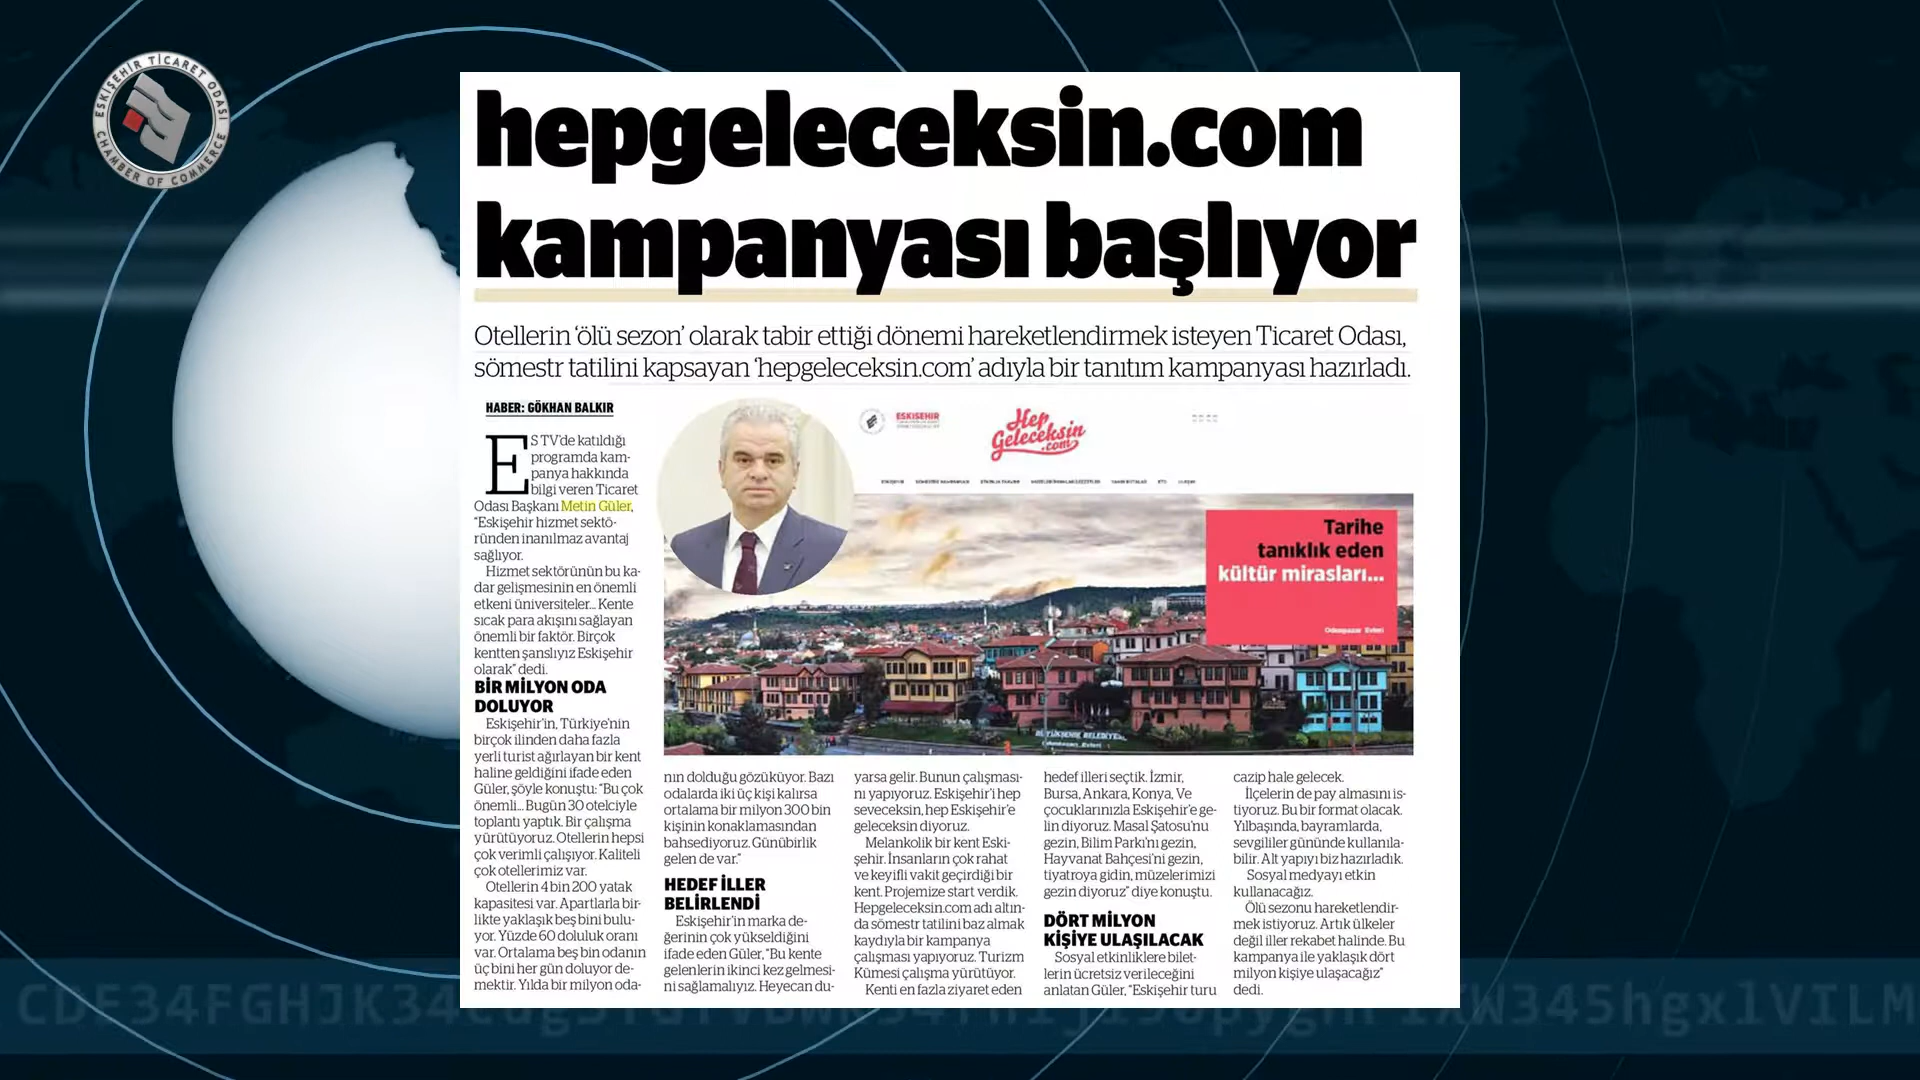 ESKİŞEHİR TİCARET ODASI
CHAMBER OF COMMERCE
hepgeleceksin.com
kampanyası başlıyor
Otellerin ‘ölü sezon’ olarak tabir ettiği dönemi hareketlendirmek isteyen Ticaret Odası,
sömestr tatilini kapsayan ‘hepgeleceksin.com’ adıyla bir tanıtım kampanyası hazırladı.
HABER: GÖKHAN BALKIR
ES TV’de katıldığı
programda kam-
panya hakkında
bilgi veren Ticaret
Odası Başkanı Metin Güler,
“Eskişehir hizmet sektö-
ründen inanılmaz avantaj
sağlıyor.
Hizmet sektörünün bu ka-
dar gelişmesinin en önemli
etkeni üniversiteler... Kente
sıcak para akışını sağlayan
önemli bir faktör. Birçok
kentten şanslıyız Eskişehir
olarak” dedi.
BİR MİLYON ODA
DOLUYOR
Eskişehir’in, Türkiye’nin
birçok ilinden daha fazla
yerli turist ağırlayan bir kent
haline geldiğini ifade eden
Güler, şöyle konuştu: “Bu çok
önemli... Bugün 30 otelciyle
toplantı yaptık. Bir çalışma
yürütüyoruz. Otellerin hepsi
çok verimli çalışıyor. Kaliteli
çok otellerimiz var.
Otellerin 4 bin 200 yatak
kapasitesi var. Apartlarla bir-
likte yaklaşık beş bini bulu-
yor. Yüzde 60 doluluk oranı
var. Ortalama beş bin odanın
üç bini her gün doluyor de-
mektir. Yılda bir milyon oda-
ESKİSEHİR
Hep
Geleceksin
.com
Tarihe
tanıklık eden
kültür mirasları...
Odunpazarı Evleri
BÜYÜKŞEHİR BELEDİYESİ
Odunpazarı Evleri
nın dolduğu gözüküyor. Bazı
odalarda iki üç kişi kalırsa
ortalama bir milyon 300 bin
kişinin konaklamasından
bahsediyoruz. Günübirlik
gelen de var.”
HEDEF İLLER
BELİRLENDİ
Eskişehir’in marka de-
ğerinin çok yükseldiğini
ifade eden Güler, “Bu kente
gelenlerin ikinci kez gelmesi-
ni sağlamalıyız. Heyecan du-
yarsa gelir. Bunun çalışması-
nı yapıyoruz. Eskişehir’i hep
seveceksin, hep Eskişehir’e
geleceksin diyoruz.
Melankolik bir kent Eski-
şehir. İnsanların çok rahat
ve keyifli vakit geçirdiği bir
kent. Projemize start verdik.
Hepgeleceksin.com adı altın-
da sömestr tatilini baz almak
kaydıyla bir kampanya
çalışması yapıyoruz. Turizm
Kümesi çalışma yürütüyor.
Kenti en fazla ziyaret eden
hedef illeri seçtik. İzmir,
Bursa, Ankara, Konya, Ve
çocuklarınızla Eskişehir’e ge-
lin diyoruz. Masal Şatosu’nu
gezin, Bilim Parkı’nı gezin,
Hayvanat Bahçesi’ni gezin,
tiyatroya gidin, müzelerimizi
gezin diyoruz” diye konuştu.
DÖRT MİLYON
KİŞİYE ULAŞILACAK
Sosyal etkinliklere bilet-
lerin ücretsiz verileceğini
anlatan Güler, “Eskişehir turu
cazip hale gelecek.
İlçelerin de pay almasını is-
tiyoruz. Bu bir format olacak.
Yılbaşında, bayramlarda,
sevgililer gününde kullanıla-
bilir. Alt yapıyı biz hazırladık.
Sosyal medyayı etkin
kullanacağız.
Ölü sezonu hareketlendir-
mek istiyoruz. Artık ülkeler
değil iller rekabet halinde. Bu
kampanya ile yaklaşık dört
milyon kişiye ulaşacağız”
dedi.